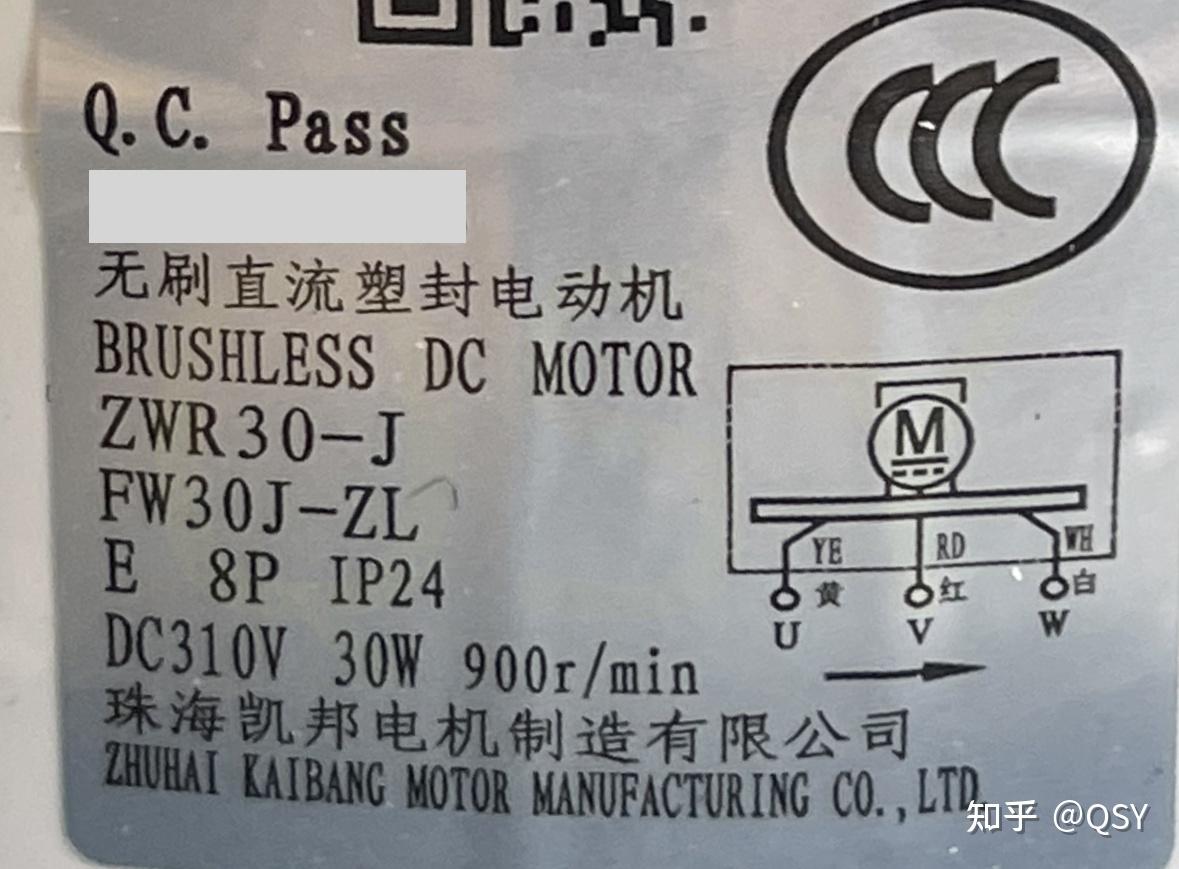 Q.C. Pass
CCC
无刷直流塑封电动机
BRUSHLESS DC MOTOR
ZWR30-J
FW30J-ZL
E 8P IP24
DC310V 30W 900r/min
珠海凯邦电机制造有限公司
ZHUHAI KAIBANG MOTOR MANUFACTURING CO.,LTD.
M
YE RD WH
黄 红 白
U V W
知乎 @QSY